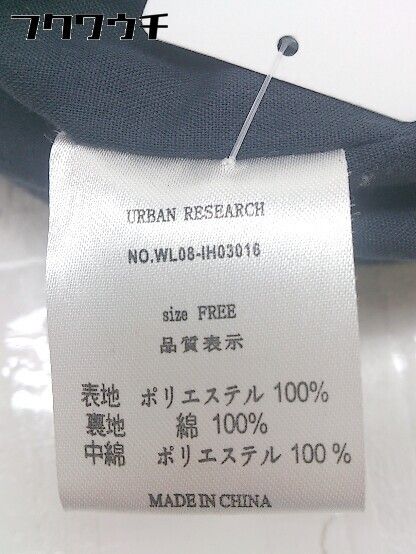 フクウクチ
URBAN RESEARCH
NO.WL08-IH03016
size FREE
品質表示
表地 ポリエステル 100%
裏地 綿 100%
中綿 ポリエステル 100%
MADE IN CHINA